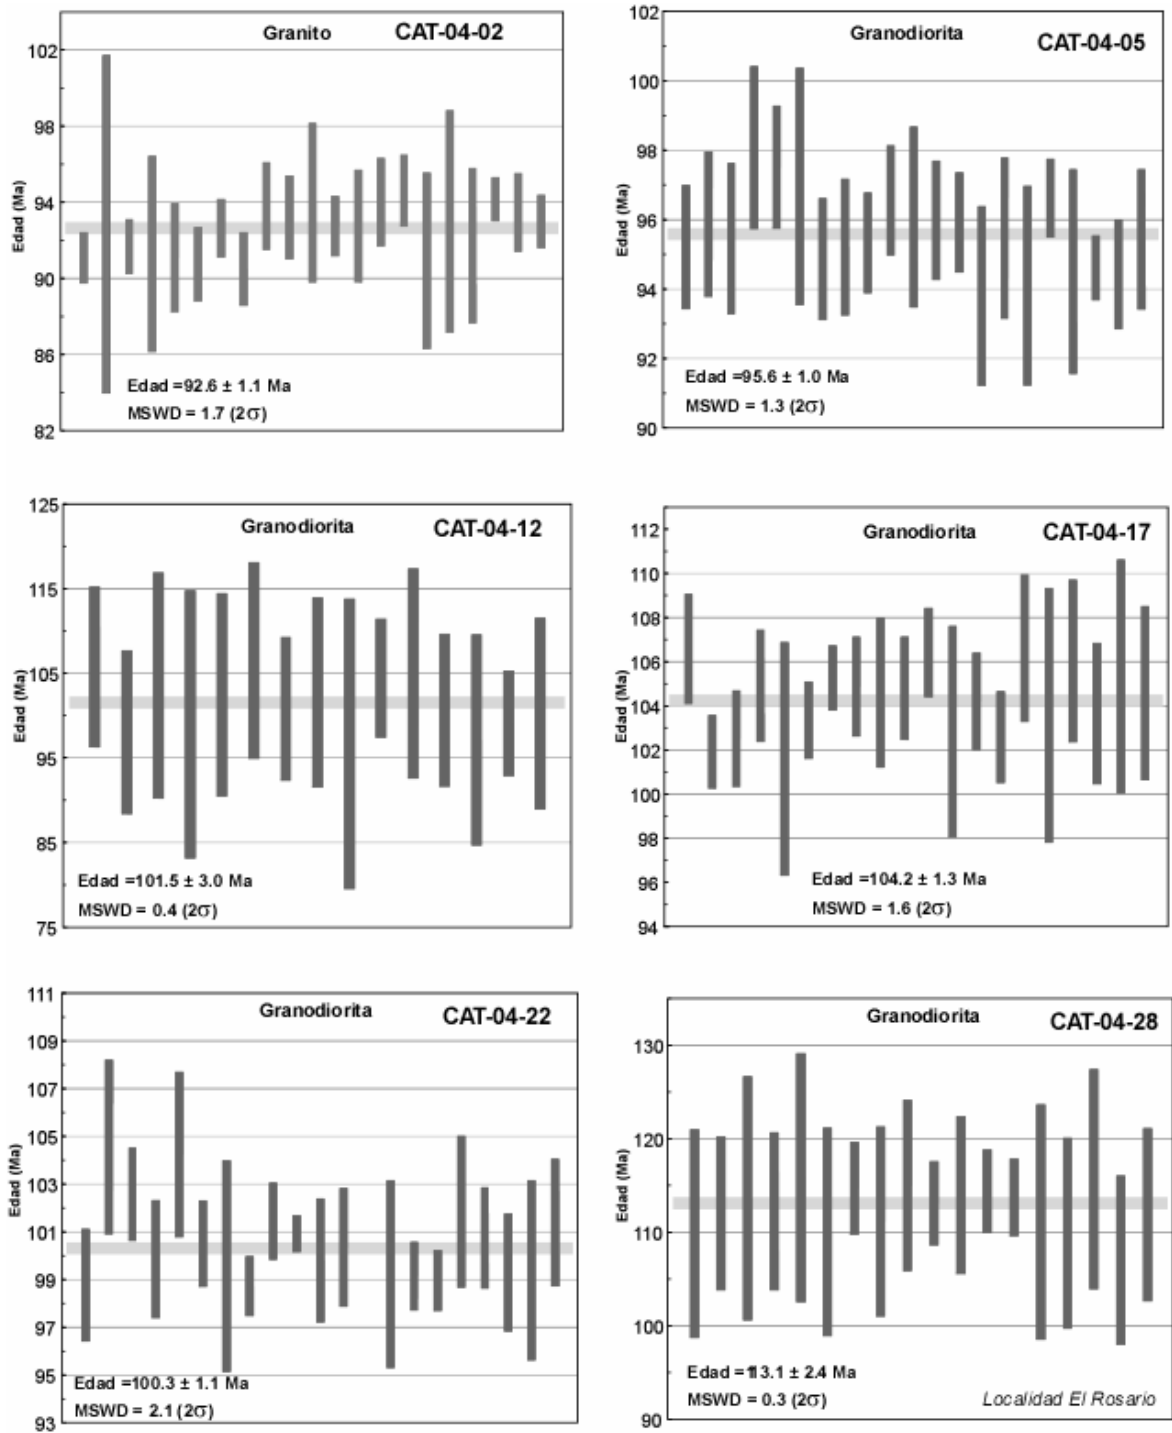 Granito
CAT-04-02
Edad (Ma)
102
98
94
90
86
82
Edad =92.6 ± 1.1 Ma
MSWD = 1.7 (2σ)
Granodiorita
CAT-04-05
Edad (Ma)
102
100
98
96
94
92
90
Edad =95.6 ± 1.0 Ma
MSWD = 1.3 (2σ)
Granodiorita
CAT-04-12
Edad (Ma)
125
115
105
95
85
75
Edad =101.5 ± 3.0 Ma
MSWD = 0.4 (2σ)
Granodiorita
CAT-04-17
Edad (Ma)
112
110
108
106
104
102
100
98
96
94
Edad =104.2 ± 1.3 Ma
MSWD = 1.6 (2σ)
Granodiorita
CAT-04-22
Edad (Ma)
111
109
107
105
103
101
99
97
95
93
Edad =100.3 ± 1.1 Ma
MSWD = 2.1 (2σ)
Granodiorita
CAT-04-28
Edad (Ma)
130
120
110
100
90
Edad =113.1 ± 2.4 Ma
MSWD = 0.3 (2σ)
Localidad El Rosario